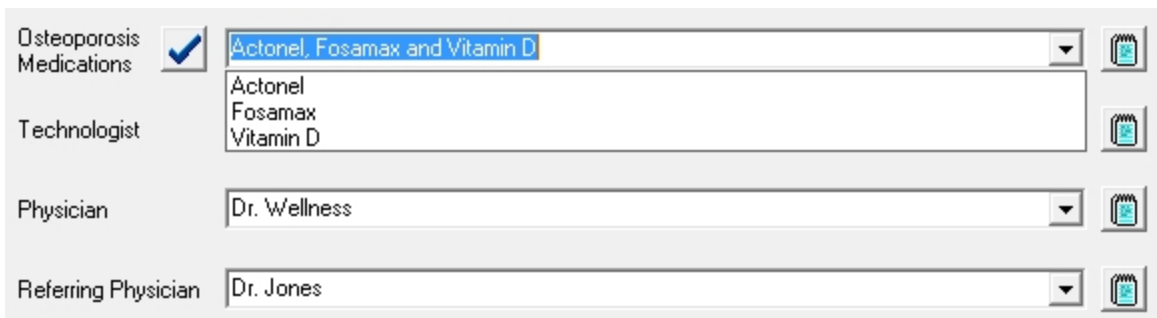 Osteoporosis
Medications
Actonel, Fosamax and Vitamin D
Actonel
Fosamax
Vitamin D
Technologist
Physician
Dr. Wellness
Referring Physician
Dr. Jones